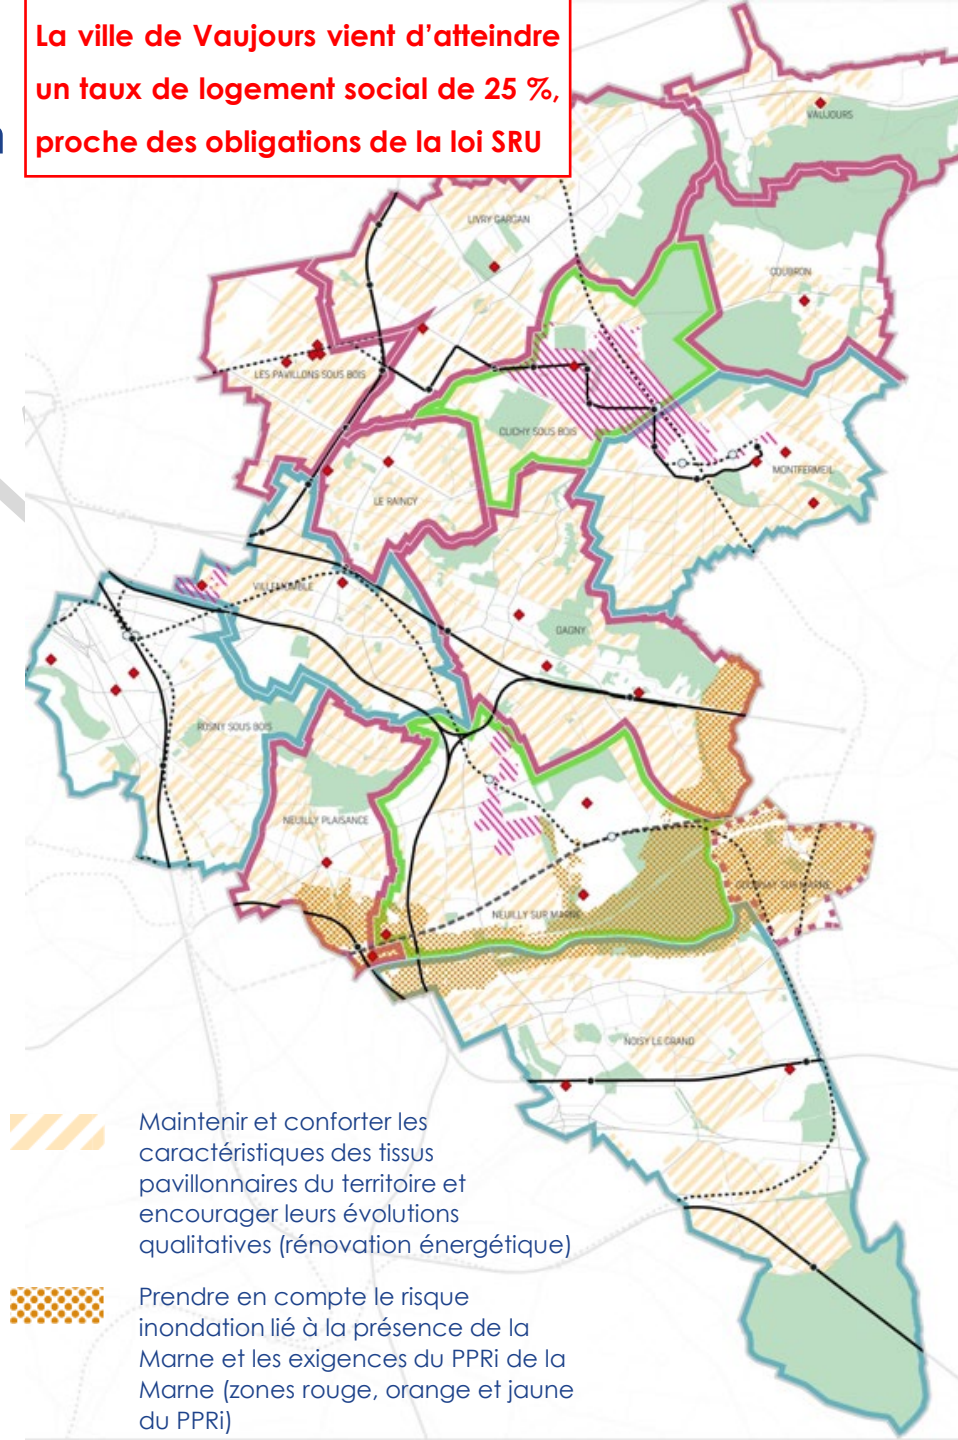 La ville de Vaujours vient d’atteindre
un taux de logement social de 25 %,
proche des obligations de la loi SRU
VAUJOURS
LIVRY GARGAN
COUBRON
LES PAVILLONS SOUS BOIS
CLICHY SOUS BOIS
MONTFERMEIL
LE RAINCY
VILLEMOMBLE
GAGNY
ROSNY SOUS BOIS
NEUILLY PLAISANCE
GOURNAY SUR MARNE
NEUILLY SUR MARNE
NOISY LE GRAND
Maintenir et conforter les
caractéristiques des tissus
pavillonnaires du territoire et
encourager leurs évolutions
qualitatives (rénovation énergétique)
Prendre en compte le risque
inondation lié à la présence de la
Marne et les exigences du PPRi de la
Marne (zones rouge, orange et jaune
du PPRi)